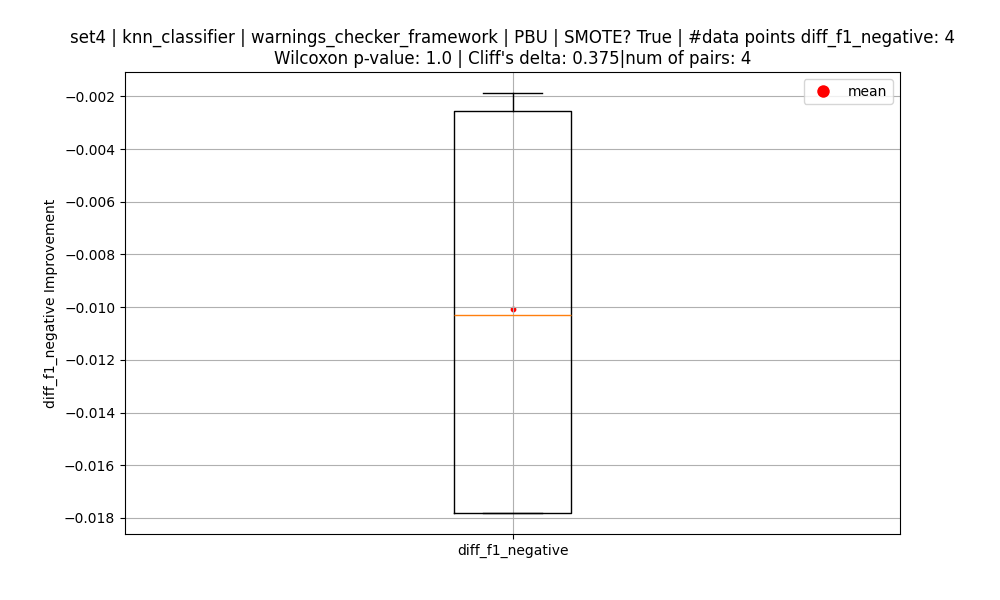 set4 | knn_classifier | warnings_checker_framework | PBU | SMOTE? True | #data points diff_f1_negative: 4
Wilcoxon p-value: 1.0 | Cliff's delta: 0.375|num of pairs: 4
mean
−0.002
−0.004
−0.006
−0.008
−0.010
−0.012
−0.014
−0.016
−0.018
diff_f1_negative Improvement
diff_f1_negative